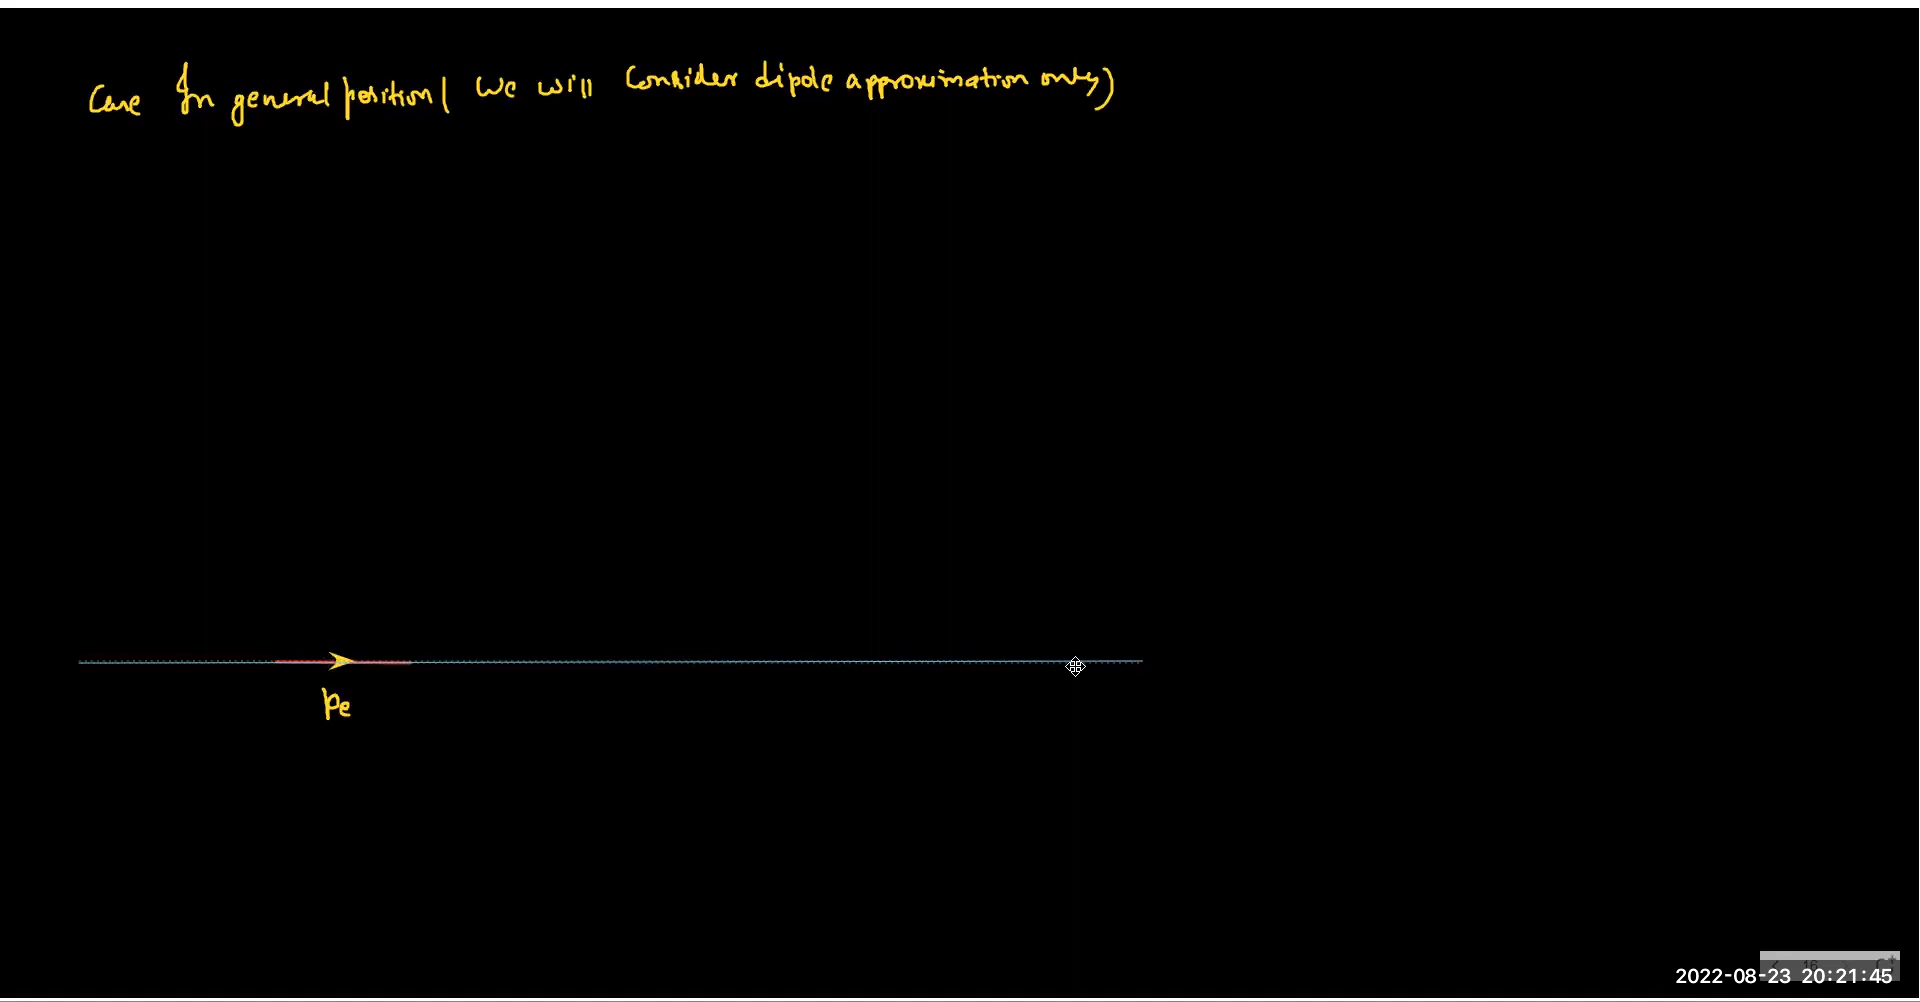 Case In general position ( We will Consider dipole approximation only)
Pe
2022-08-23 20:21:45